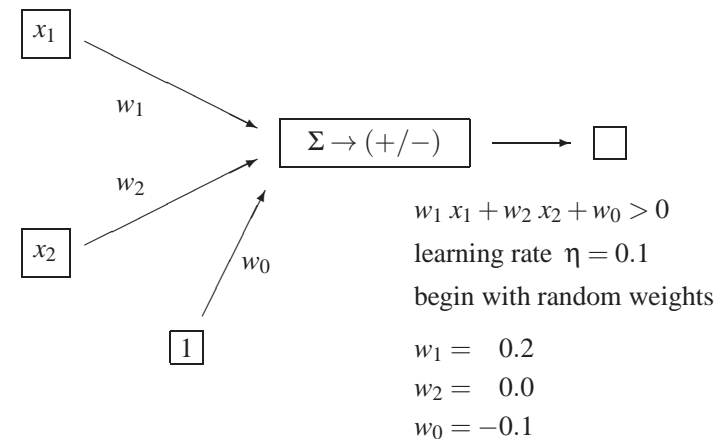 x₁
w₁
Σ → (+/−)
w₂
w₁ x₁ + w₂ x₂ + w₀ > 0
x₂
learning rate η = 0.1
w₀
begin with random weights
1
w₁ = 0.2
w₂ = 0.0
w₀ = −0.1